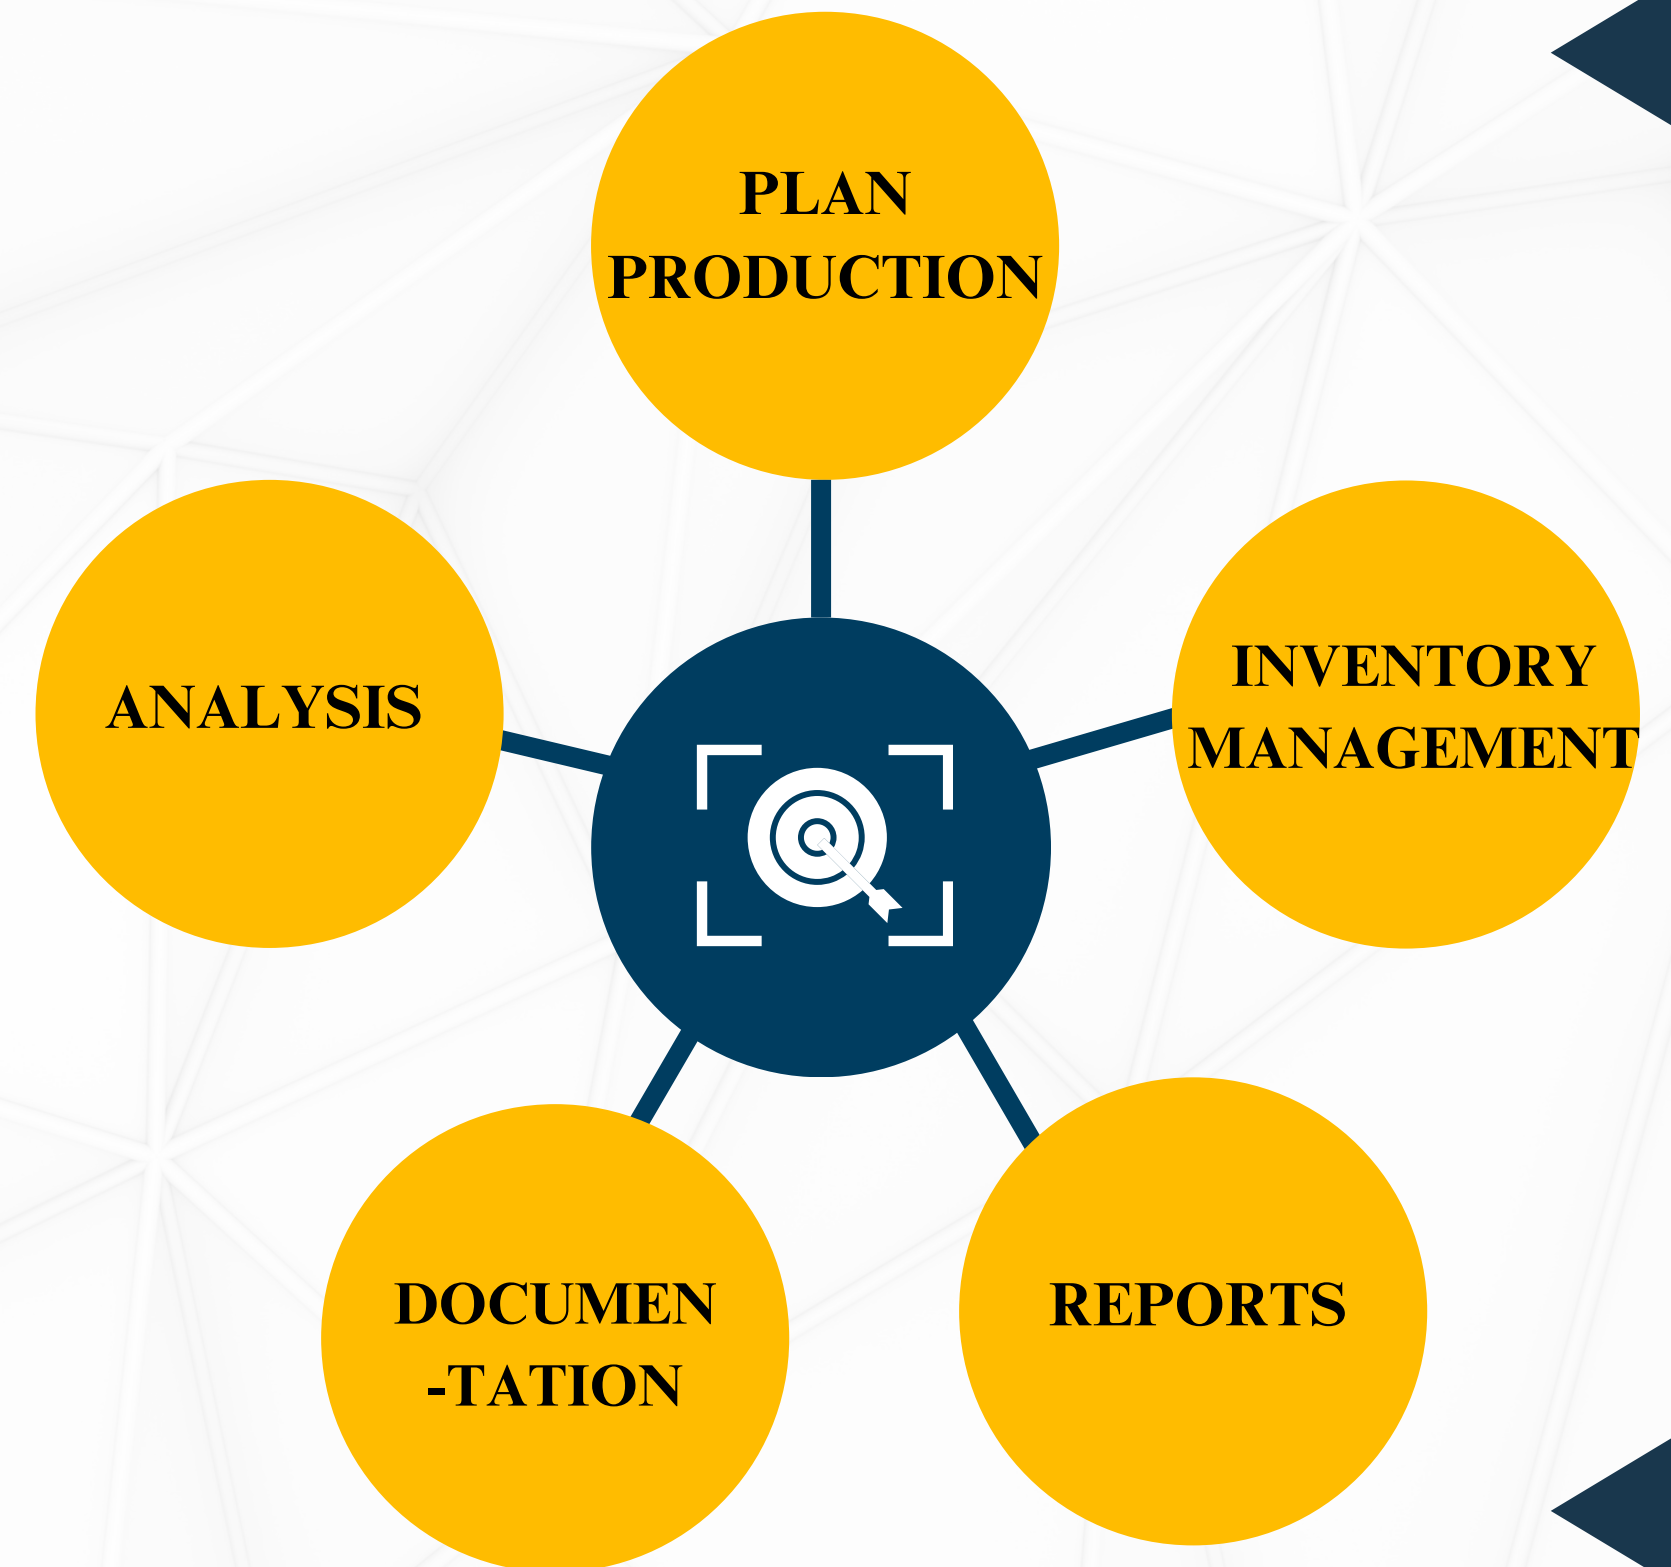 PLAN
PRODUCTION
INVENTORY
MANAGEMENT
ANALYSIS
DOCUMEN
-TATION
REPORTS